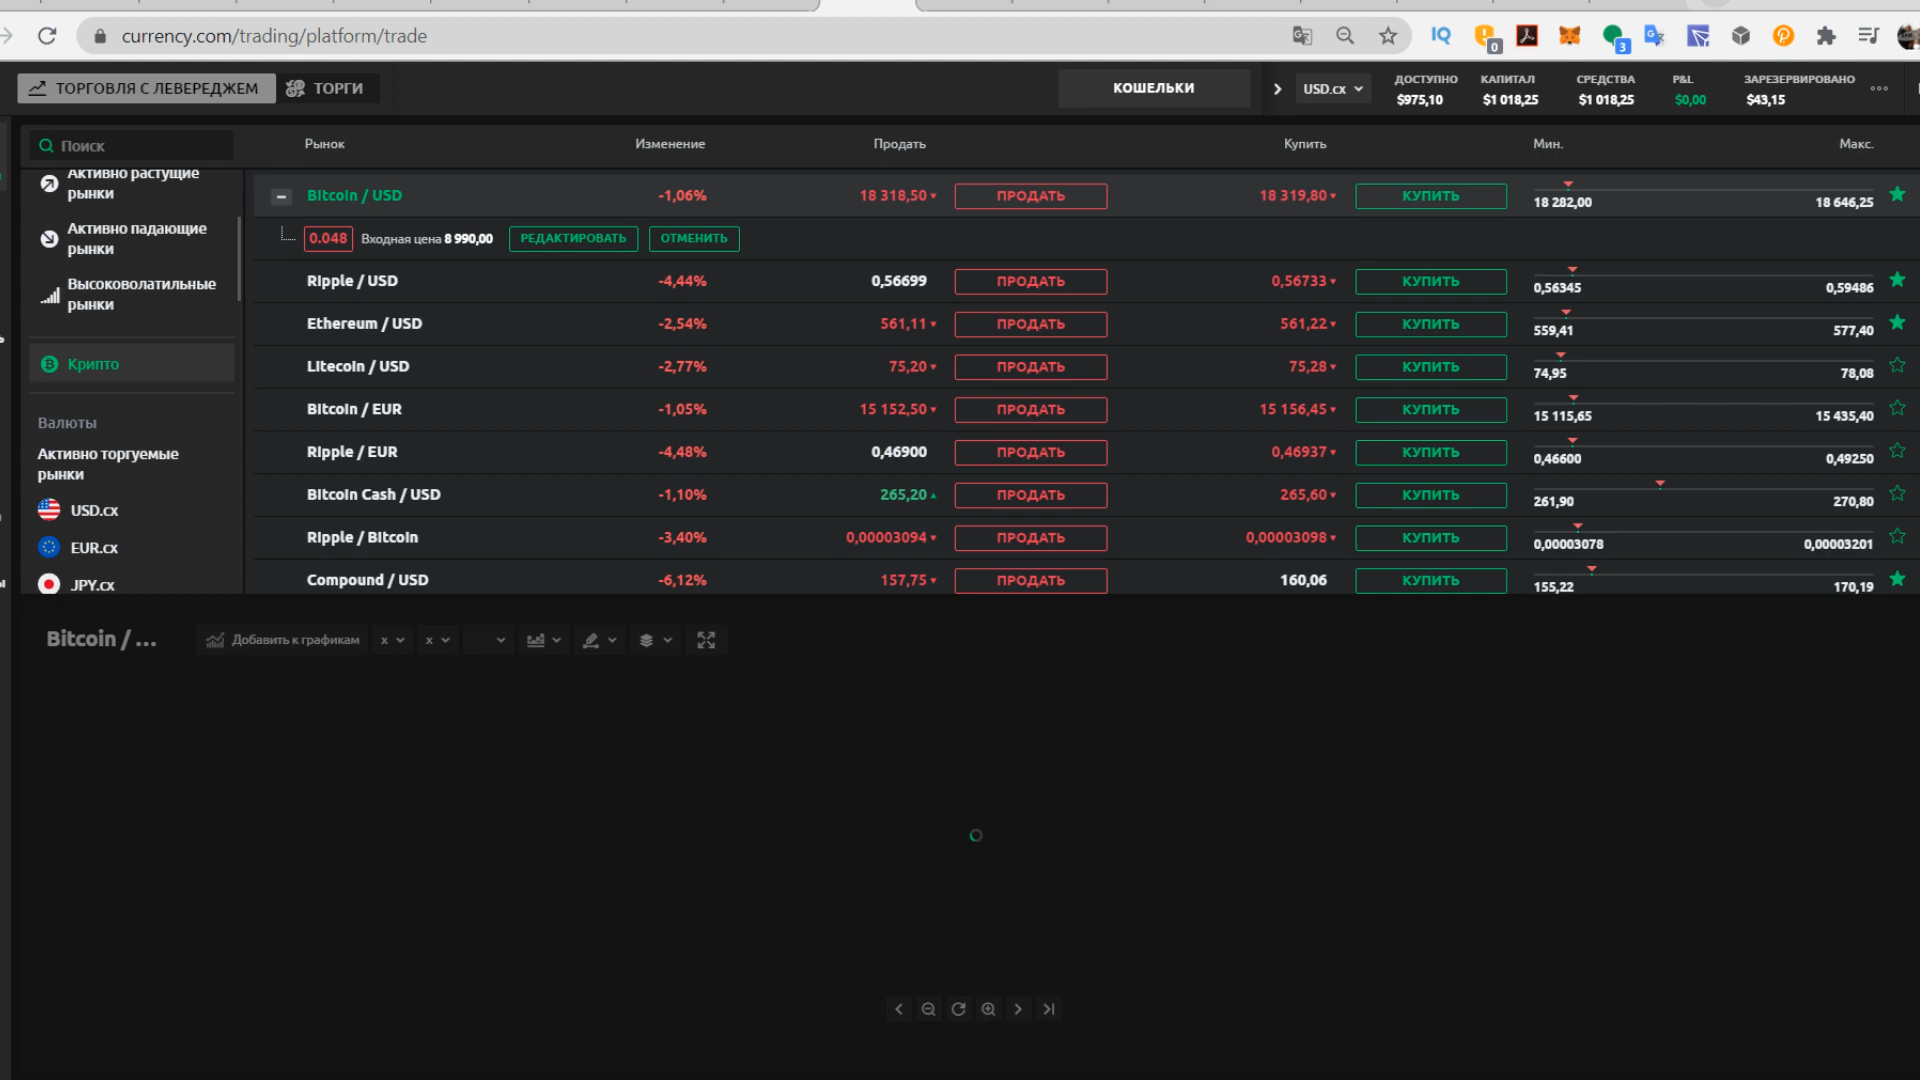 currency.com/trading/platform/trade
IQ
0
3
ТОРГОВЛЯ С ЛЕВЕРЕДЖЕМ
ТОРГИ
КОШЕЛЬКИ
USD.cx
ДОСТУПНО
$975,10
КАПИТАЛ
$1 018,25
СРЕДСТВА
$1 018,25
P&L
$0,00
ЗАРЕЗЕРВИРОВАНО
$43,15
Поиск
Рынок Изменение Продать Купить Мин. Макс.
Активно растущие
рынки
Активно падающие
рынки
Высоковолатильные
рынки
Крипто
Валюты
Активно торгуемые
рынки
USD.cx
EUR.cx
JPY.cx
Bitcoin / USD -1,06% 18 318,50 ПРОДАТЬ 18 319,80 КУПИТЬ 18 282,00 18 646,25
0.048 Входная цена 8 990,00 РЕДАКТИРОВАТЬ ОТМЕНИТЬ
Ripple / USD -4,44% 0,56699 ПРОДАТЬ 0,56733 КУПИТЬ 0,56345 0,59486
Ethereum / USD -2,54% 561,11 ПРОДАТЬ 561,22 КУПИТЬ 559,41 577,40
Litecoin / USD -2,77% 75,20 ПРОДАТЬ 75,28 КУПИТЬ 74,95 78,08
Bitcoin / EUR -1,05% 15 152,50 ПРОДАТЬ 15 156,45 КУПИТЬ 15 115,65 15 435,40
Ripple / EUR -4,48% 0,46900 ПРОДАТЬ 0,46937 КУПИТЬ 0,46600 0,49250
Bitcoin Cash / USD -1,10% 265,20 ПРОДАТЬ 265,60 КУПИТЬ 261,90 270,80
Ripple / Bitcoin -3,40% 0,00003094 ПРОДАТЬ 0,00003098 КУПИТЬ 0,00003078 0,00003201
Compound / USD -6,12% 157,75 ПРОДАТЬ 160,06 КУПИТЬ 155,22 170,19
Bitcoin / ...
Добавить к графикам
x
x